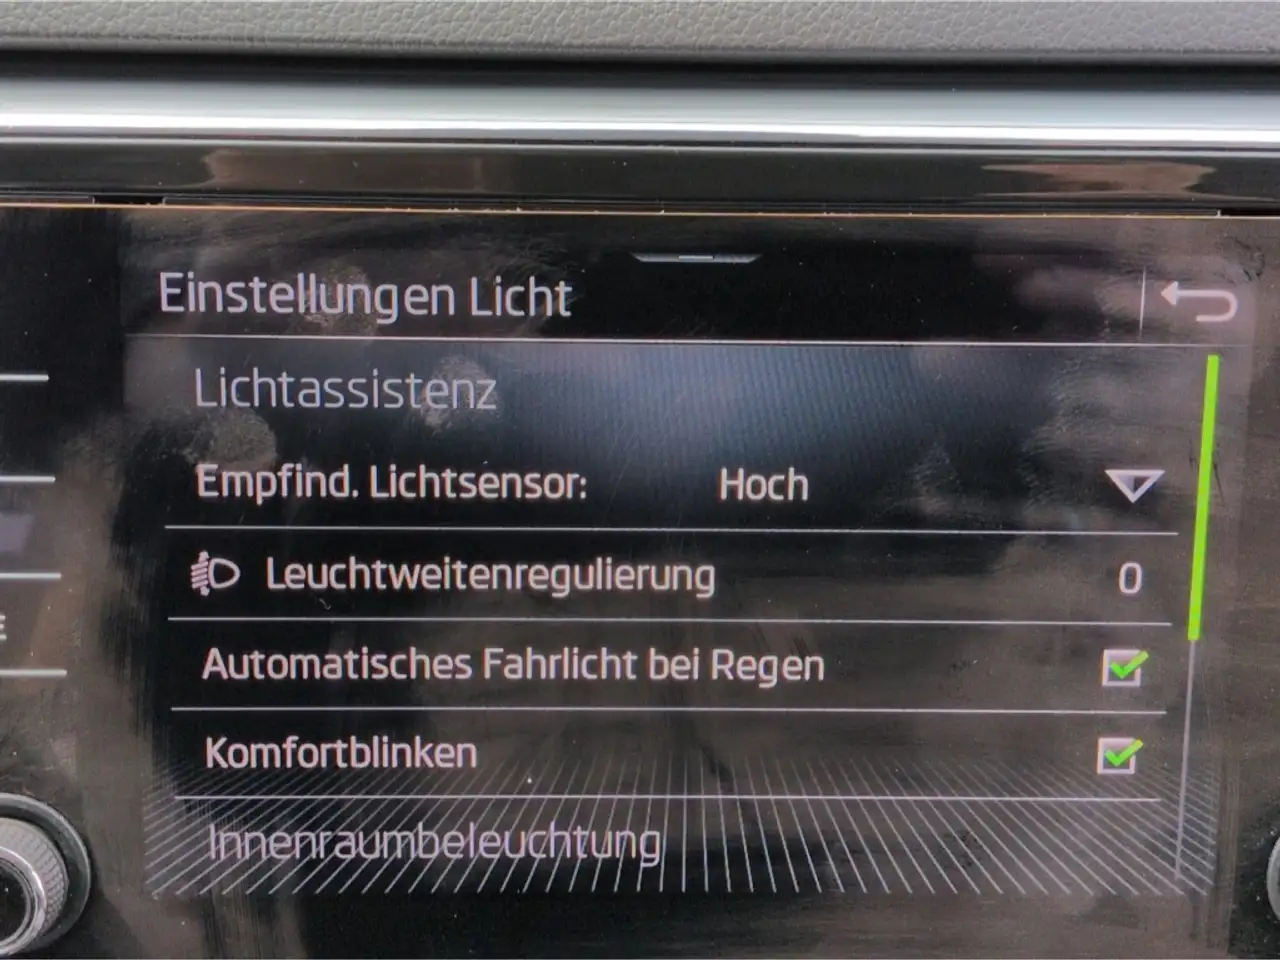 Einstellungen Licht
Lichtassistenz
Empfind. Lichtsensor: Hoch
Leuchtweitenregulierung 0
Automatisches Fahrlicht bei Regen
Komfortblinken
Innenraumbeleuchtung